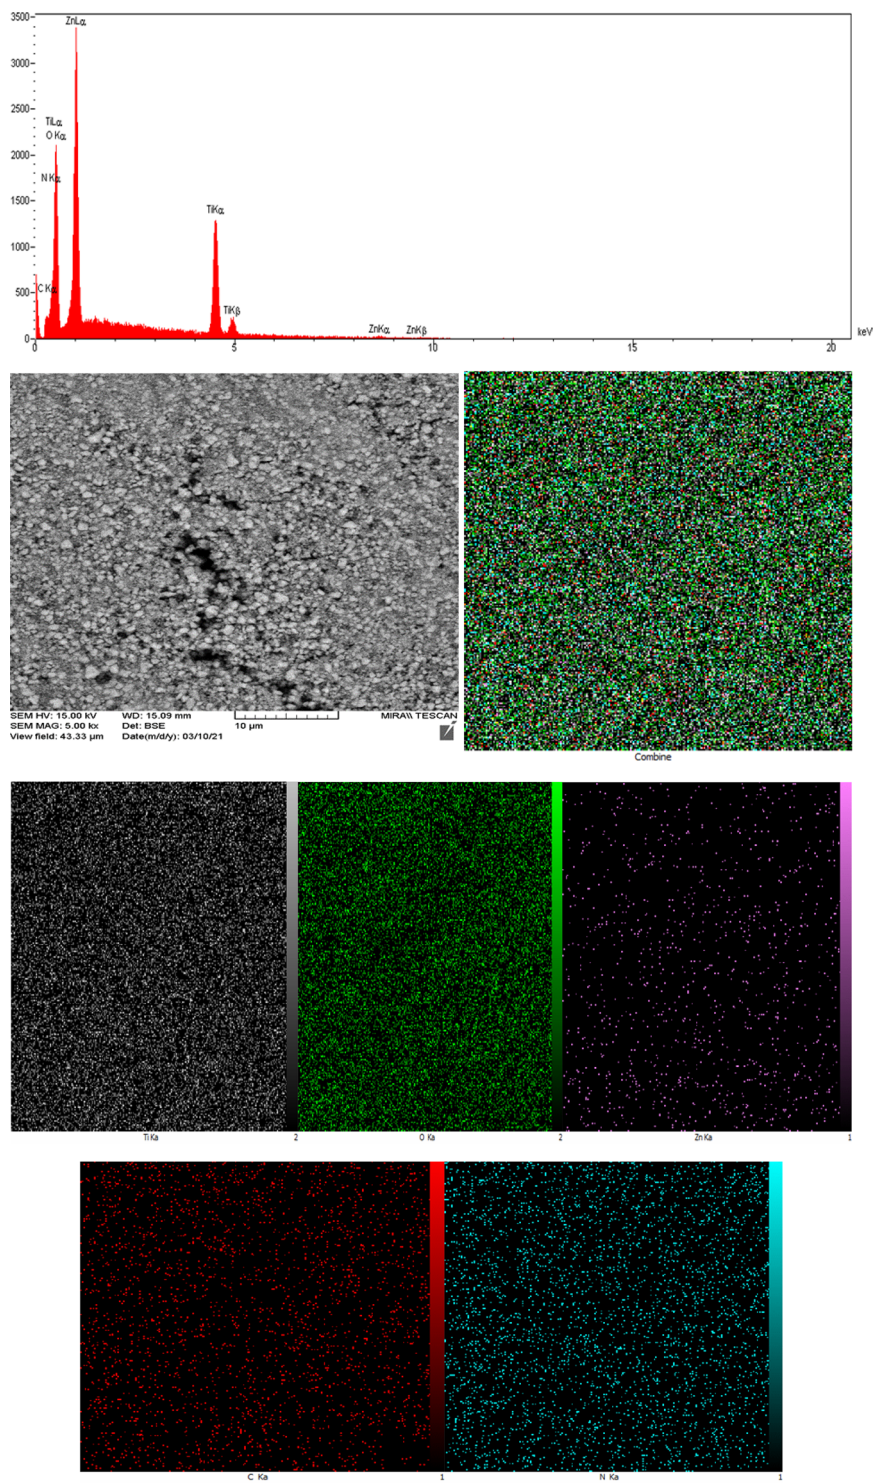 3500
3000
2500
2000
1500
1000
500
0
ZnLα
TiLα
O Kα
N Kα
C Kα
TiKα
TiKβ
ZnKα
ZnKβ
0 5 10 15 20 keV
SEM HV: 15.00 kV WD: 15.09 mm MIRA\\ TESCAN
SEM MAG: 5.00 kx Det: BSE 10 µm
View field: 43.33 µm Date(m/d/y): 03/10/21
Combine
Ti Ka 2 O Ka 2 Zn Ka 1
C Ka 1 N Ka 1